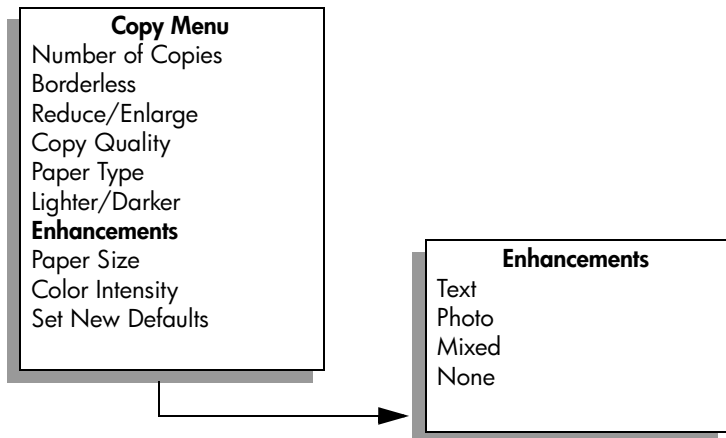 Copy Menu
Number of Copies
Borderless
Reduce/Enlarge
Copy Quality
Paper Type
Lighter/Darker
Enhancements
Paper Size
Color Intensity
Set New Defaults
Enhancements
Text
Photo
Mixed
None